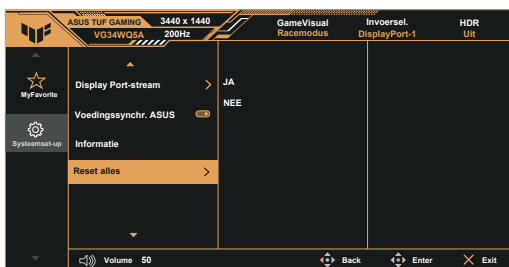 ASUS TUF GAMING 3440 x 1440 GameVisual Invoersel. HDR
VG34WQ5A 200Hz Racemodus DisplayPort-1 Uit
MyFavorite
Systeemset-up
Display Port-stream
Voedingssynchr. ASUS
Informatie
Reset alles
JA
NEE
Volume 50 Back Enter Exit